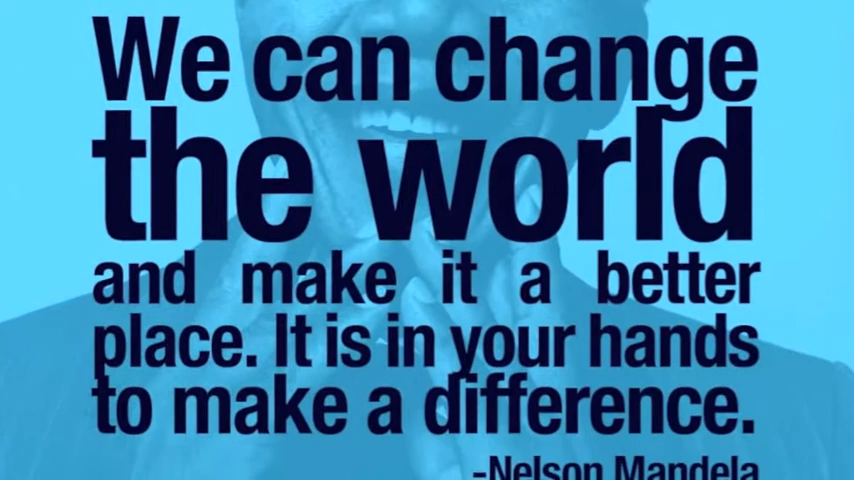 We can change
the world
and make it a better
place. It is in your hands
to make a difference.
-Nelson Mandela